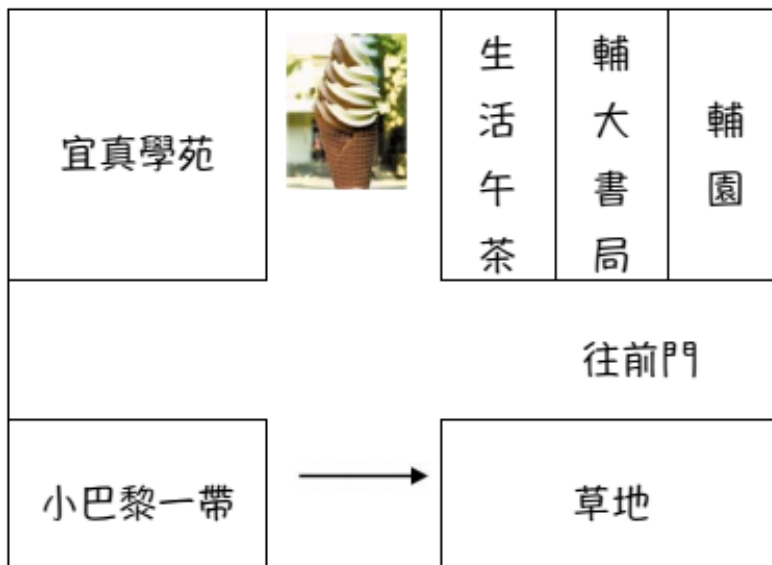 宜真學苑
生活午茶
輔大書局
輔園
往前門
小巴黎一帶
草地